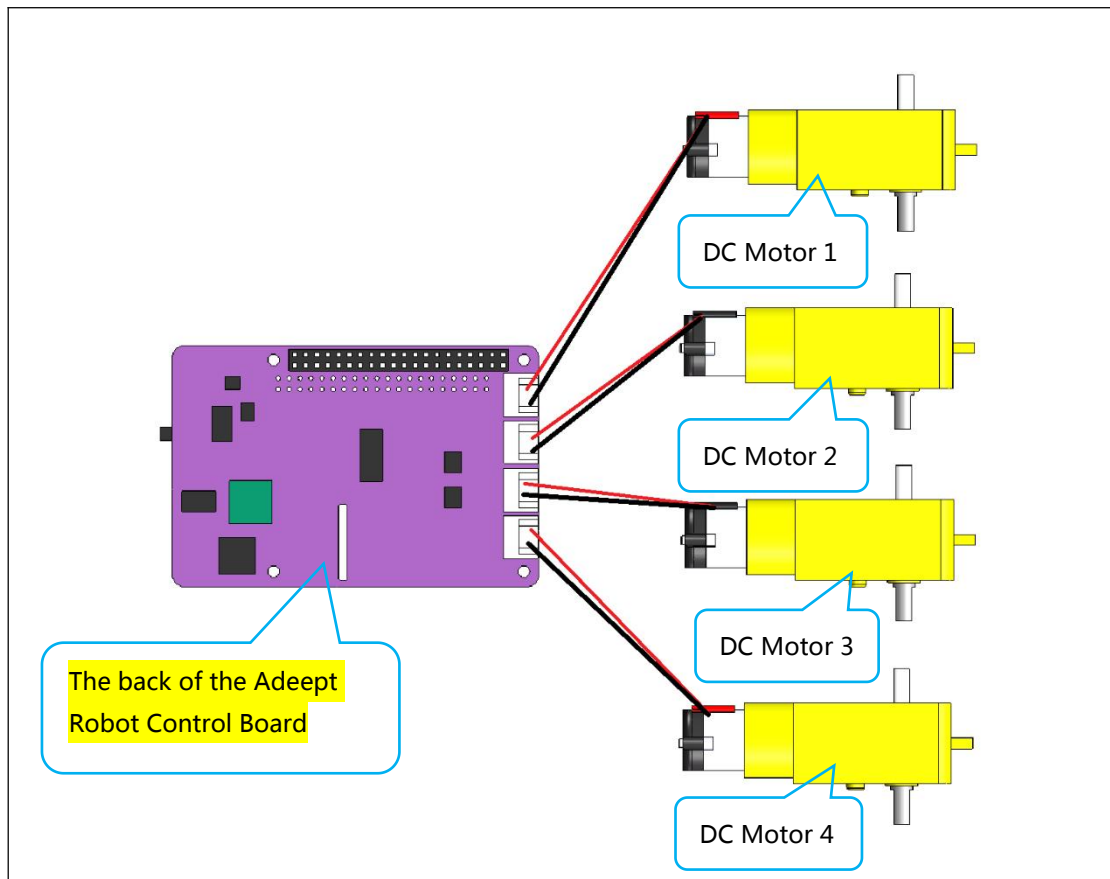 DC Motor 1
DC Motor 2
DC Motor 3
The back of the Adeept
Robot Control Board
DC Motor 4